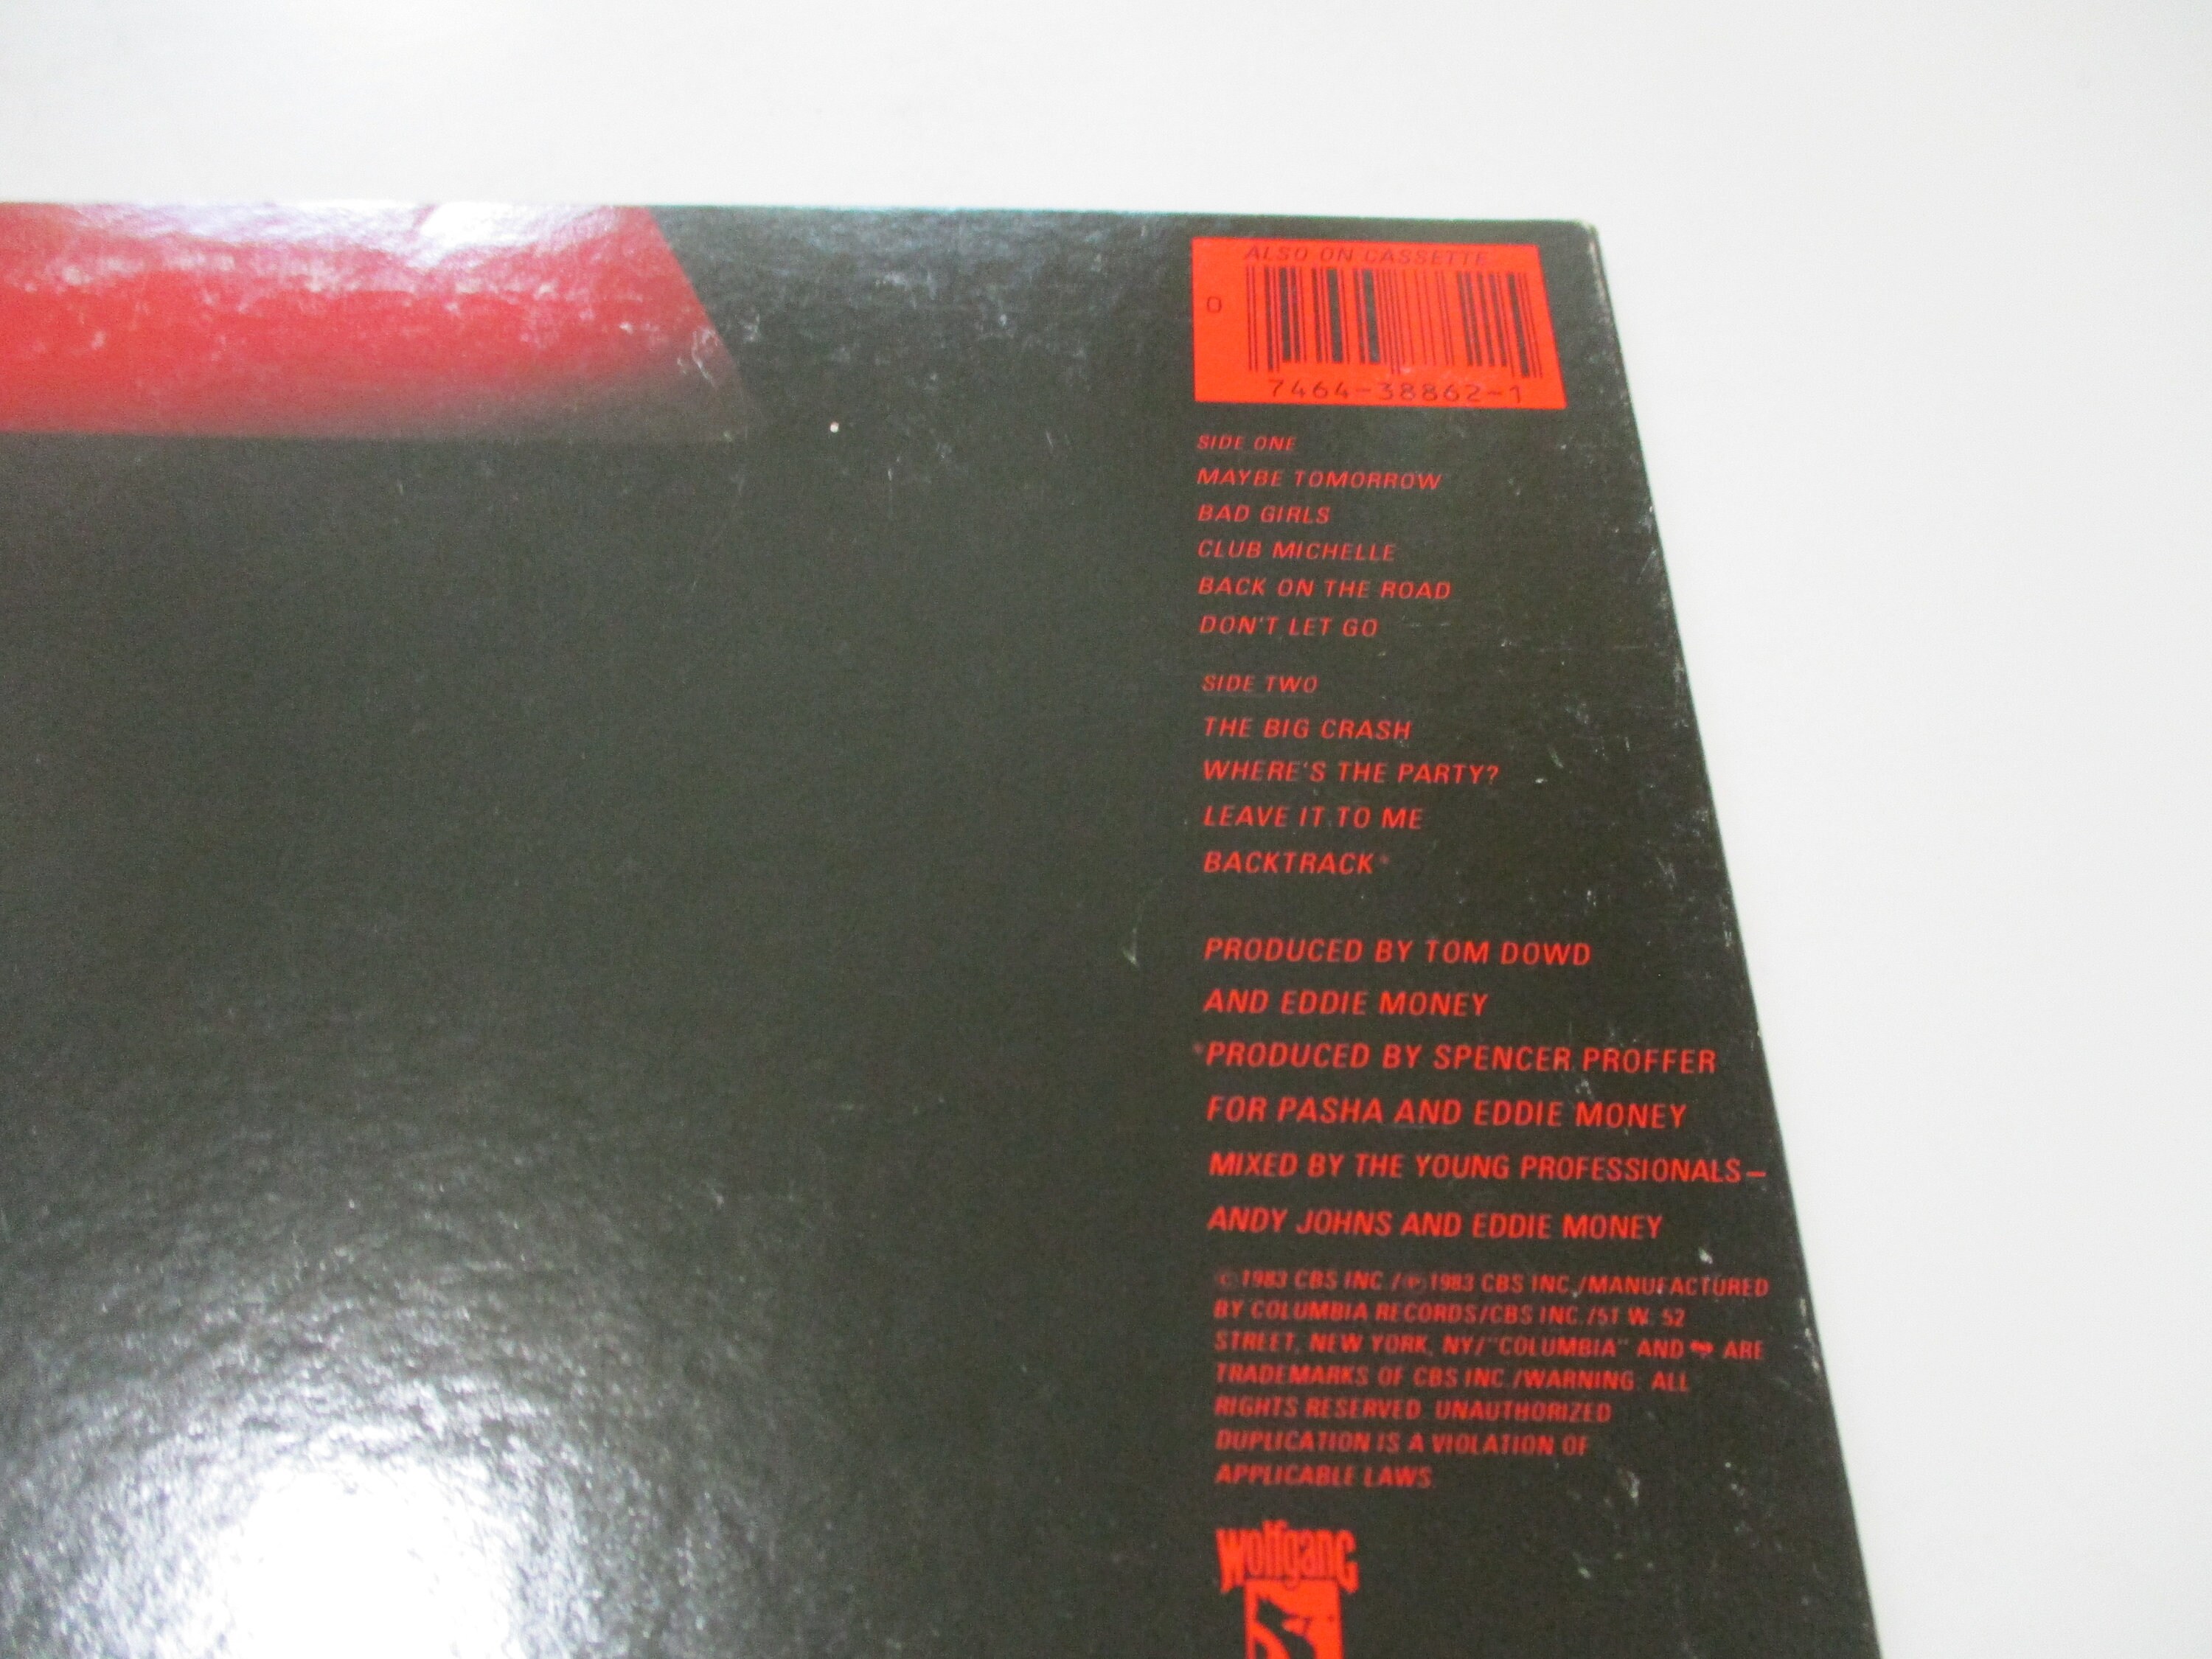 ALSO ON CASSETTE
0
7464-38862-1
SIDE ONE
MAYBE TOMORROW
BAD GIRLS
CLUB MICHELLE
BACK ON THE ROAD
DON'T LET GO
SIDE TWO
THE BIG CRASH
WHERE'S THE PARTY?
LEAVE IT TO ME
BACKTRACK*
PRODUCED BY TOM DOWD
AND EDDIE MONEY
*PRODUCED BY SPENCER PROFFER
FOR PASHA AND EDDIE MONEY
MIXED BY THE YOUNG PROFESSIONALS—
ANDY JOHNS AND EDDIE MONEY
© 1983 CBS INC./℗ 1983 CBS INC./MANUFACTURED
BY COLUMBIA RECORDS/CBS INC./51 W. 52
STREET, NEW YORK, NY/"COLUMBIA" AND ARE
TRADEMARKS OF CBS INC./WARNING: ALL
RIGHTS RESERVED. UNAUTHORIZED
DUPLICATION IS A VIOLATION OF
APPLICABLE LAWS.
wolfgang